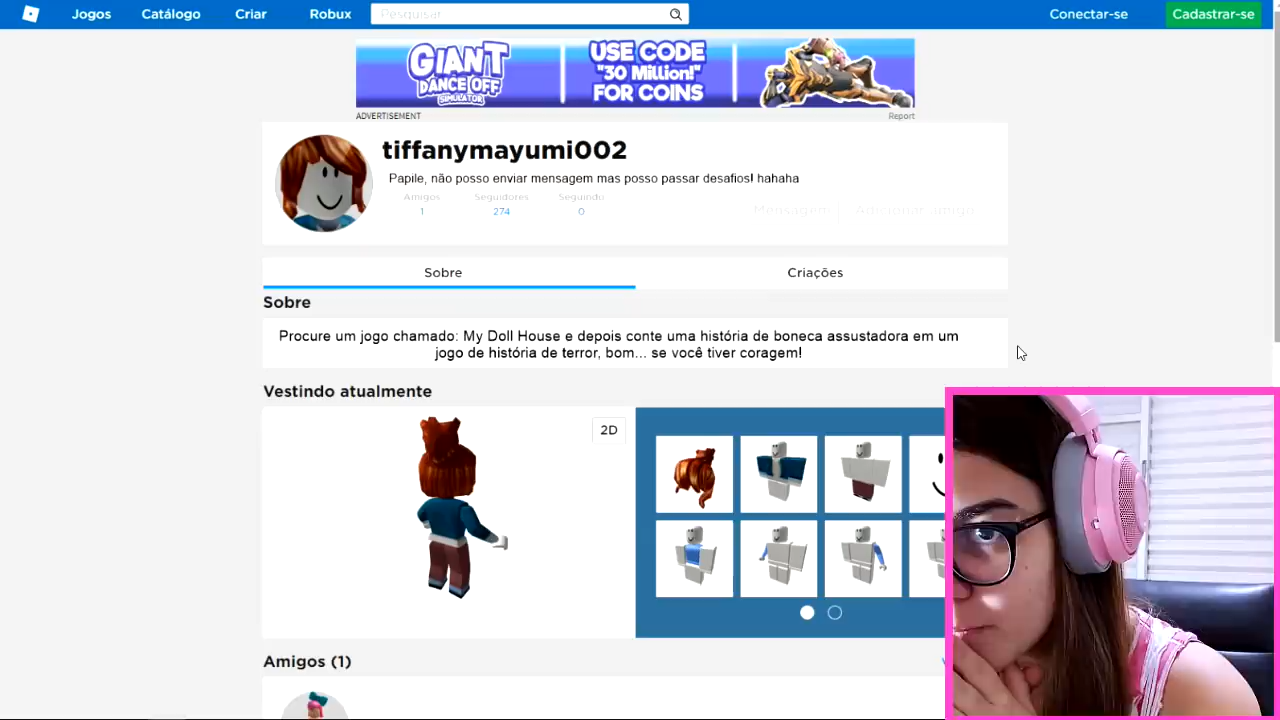 Jogos Catálogo Criar Robux Pesquisar Conectar-se Cadastrar-se
GIANT
DANCE OFF
SIMULATOR
USE CODE
"30 Million!"
FOR COINS
ADVERTISEMENT Report
tiffanymayumi002
Papile, não posso enviar mensagem mas posso passar desafios! hahaha
Amigos Seguidores Seguindo
1 274 0
Mensagem Adicionar amigo
Sobre Criações
Sobre
Procure um jogo chamado: My Doll House e depois conte uma história de boneca assustadora em um
jogo de história de terror, bom... se você tiver coragem!
Vestindo atualmente
2D
Amigos (1)